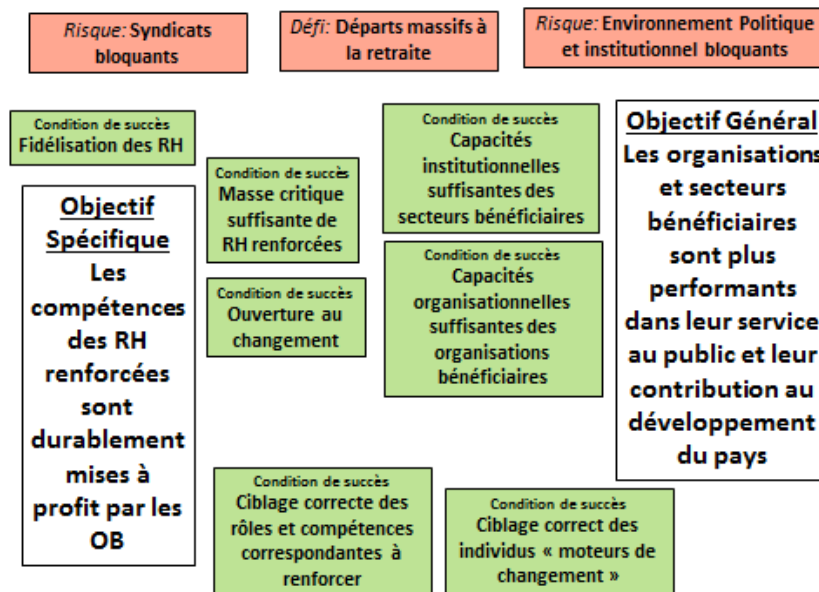 Risque: Syndicats
bloquants
Défi: Départs massifs à
la retraite
Risque: Environnement Politique
et institutionnel bloquants
Condition de succès
Fidélisation des RH
Objectif
Spécifique
Les
compétences
des RH
renforcées
sont
durablement
mises à
profit par les
OB
Condition de succès
Masse critique
suffisante de
RH renforcées
Condition de succès
Ouverture au
changement
Condition de succès
Capacités
institutionnelles
suffisantes des
secteurs bénéficiaires
Condition de succès
Capacités
organisationnelles
suffisantes des
organisations
bénéficiaires
Objectif Général
Les organisations
et secteurs
bénéficiaires
sont plus
performants
dans leur service
au public et leur
contribution au
développement
du pays
Condition de succès
Ciblage correcte des
rôles et compétences
correspondantes à
renforcer
Condition de succès
Ciblage correct des
individus « moteurs de
changement »